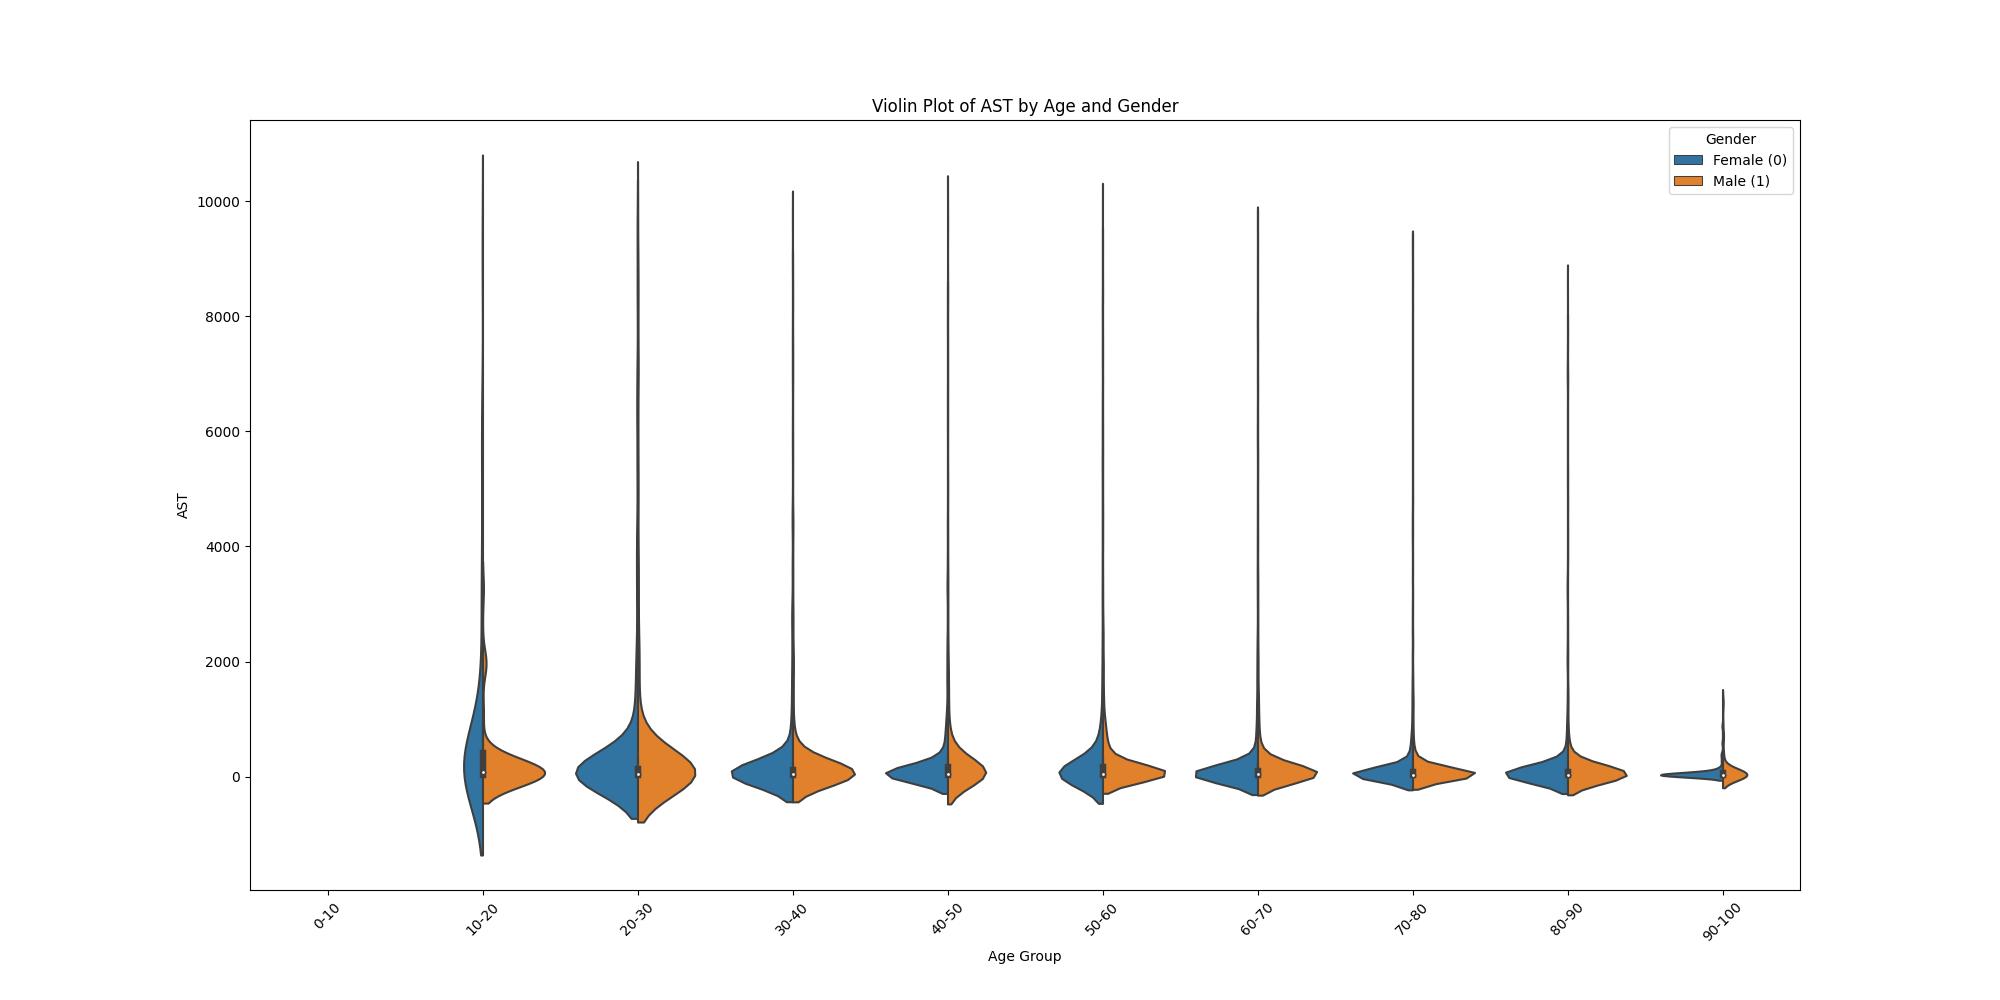 Violin Plot of AST by Age and Gender
Gender
Female (0)
Male (1)
10000
8000
6000
4000
2000
0
AST
0-10
10-20
20-30
30-40
40-50
50-60
60-70
70-80
80-90
90-100
Age Group